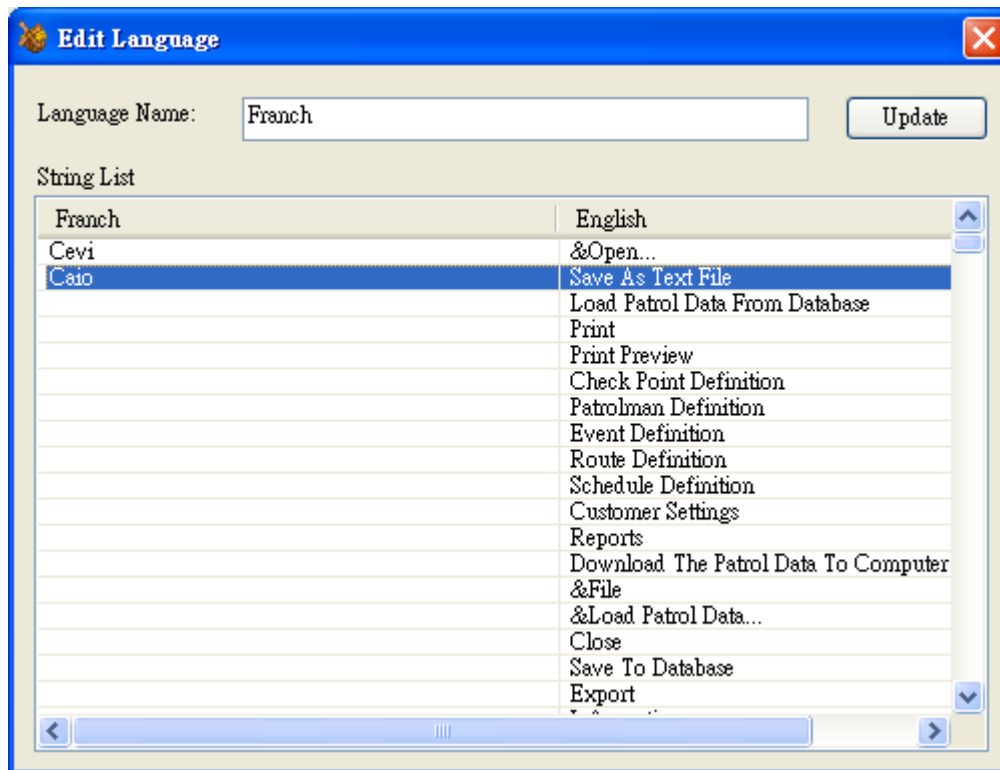 Edit Language
Language Name: Franch Update
String List
Franch English
Cevi &Open...
Caio Save As Text File
Load Patrol Data From Database
Print
Print Preview
Check Point Definition
Patrolman Definition
Event Definition
Route Definition
Schedule Definition
Customer Settings
Reports
Download The Patrol Data To Computer
&File
&Load Patrol Data...
Close
Save To Database
Export